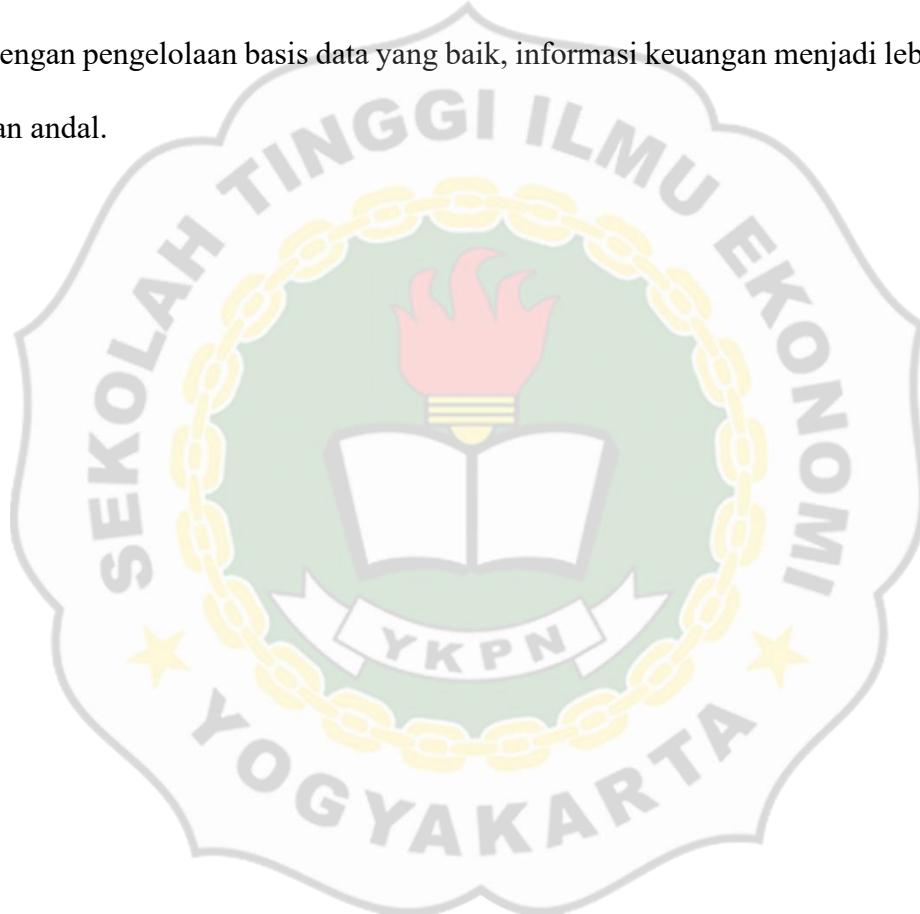 engan pengelolaan basis data yang baik, informasi keuangan menjadi leb
an andal.
SEKOLAH TINGGI ILMU EKONOMI
YKPN
YOGYAKARTA